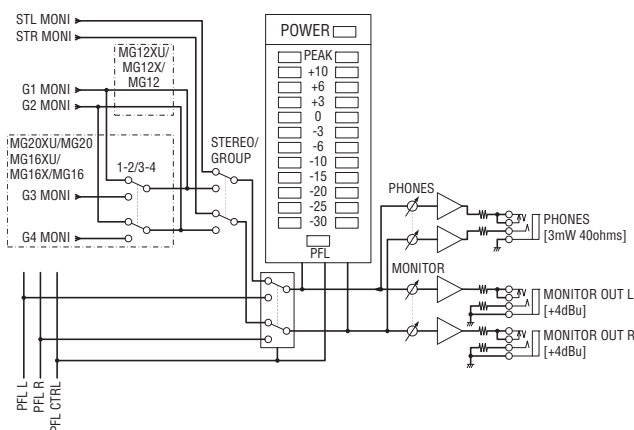 STL MONI
STR MONI
MG12XU/
MG12X/
MG12
G1 MONI
G2 MONI
MG20XU/MG20
MG16XU/
MG16X/MG16
1-2/3-4
G3 MONI
G4 MONI
STEREO/
GROUP
POWER
PEAK
+10
+6
+3
0
-3
-6
-10
-15
-20
-25
-30
PFL
PHONES
PHONES
[3mW 40ohms]
MONITOR
MONITOR OUT L
[+4dBu]
MONITOR OUT R
[+4dBu]
PFL L
PFL R
PFL CTRL